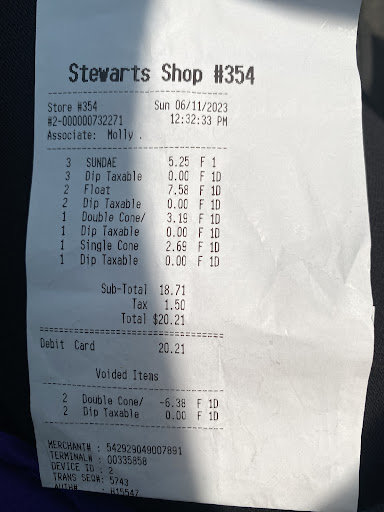 Stewarts Shop #354
Store #354 Sun 06/11/2023
#2-000000732271 12:32:33 PM
Associate: Molly .
3 SUNDAE 5.25 F 1
3 Dip Taxable 0.00 F 1D
2 Float 7.58 F 1D
2 Dip Taxable 0.00 F 1D
1 Double Cone/ 3.19 F 1D
1 Dip Taxable 0.00 F 1D
1 Single Cone 2.69 F 1D
1 Dip Taxable 0.00 F 1D
Sub-Total 18.71
Tax 1.50
Total $20.21
Debit Card 20.21
Voided Items
2 Double Cone/ -6.38 F 1D
2 Dip Taxable 0.00 F 1D
MERCHANT# : 542929049007891
TERMINAL# : 00335858
DEVICE ID : 2
TRANS SEQ#: 5743
AUTH# : 815547